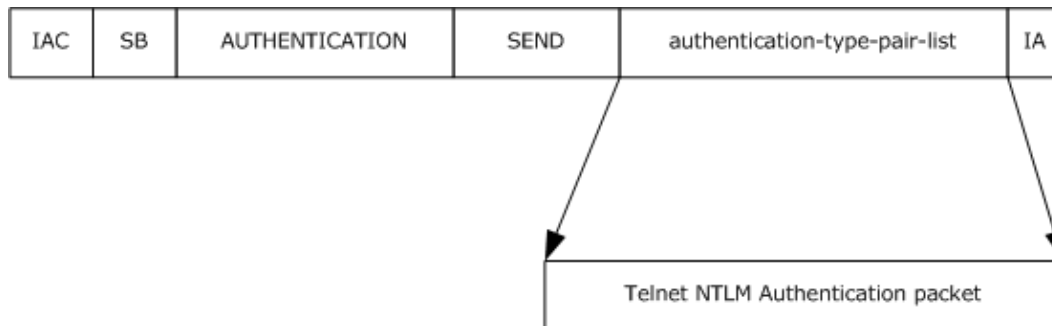 IAC SB AUTHENTICATION SEND authentication-type-pair-list IA
Telnet NTLM Authentication packet